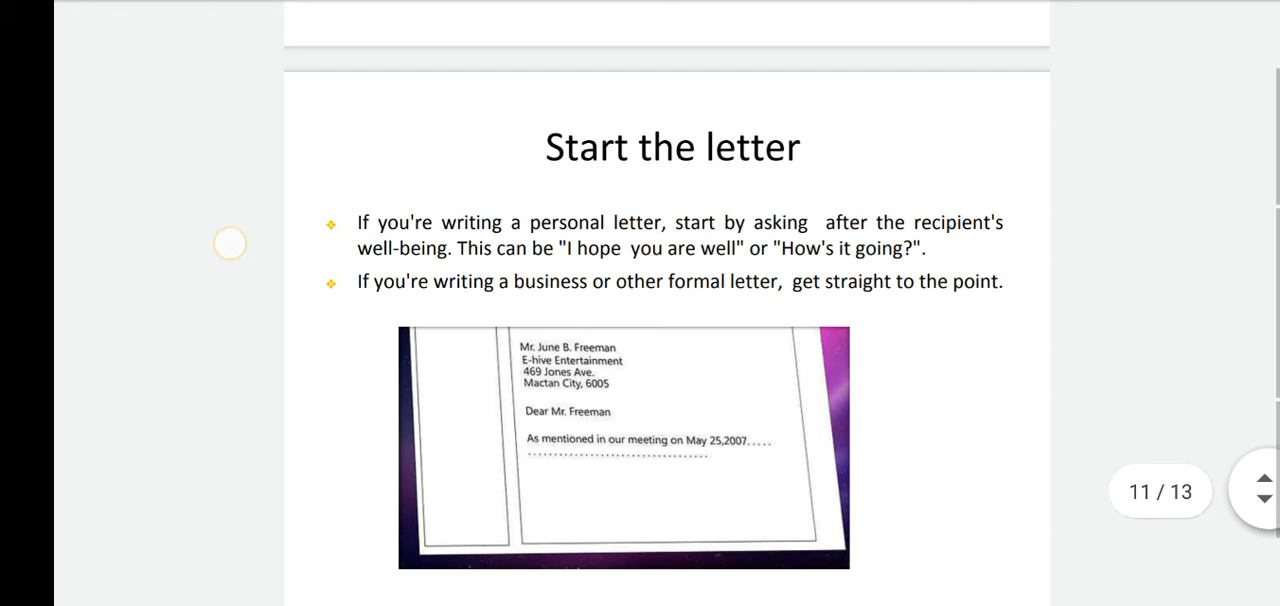 Start the letter
If you're writing a personal letter, start by asking after the recipient's
well-being. This can be "I hope you are well" or "How's it going?".
If you're writing a business or other formal letter, get straight to the point.
Mr. June B. Freeman
E-hive Entertainment
469 Jones Ave.
Mactan City, 6005
Dear Mr. Freeman
As mentioned in our meeting on May 25,2007.....
....................................
11 / 13